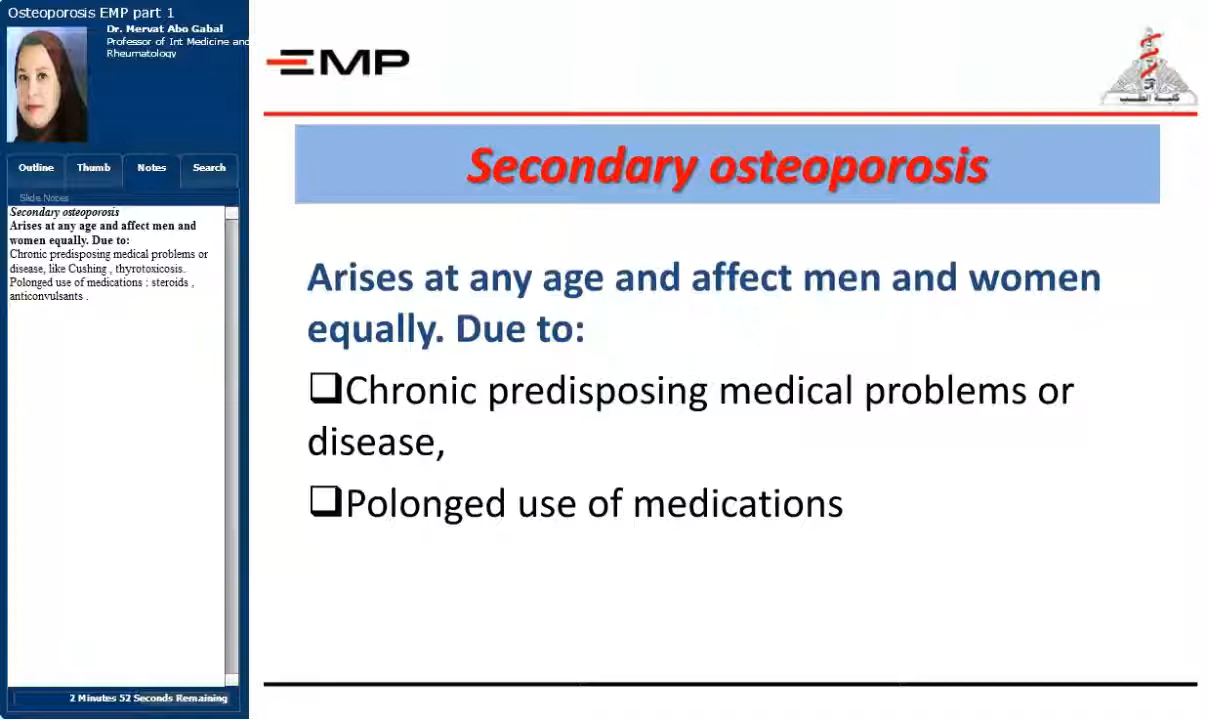 Osteoporosis EMP part 1
Dr. Mervat Abo Gabal
Professor of Int Medicine and
Rheumatology
Outline
Thumb
Notes
Search
Slide Notes
Secondary osteoporosis
Arises at any age and affect men and
women equally. Due to:
Chronic predisposing medical problems or
disease, like Cushing , thyrotoxicosis.
Polonged use of medications : steroids ,
anticonvulsants .
2 Minutes 52 Seconds Remaining
EMP
كلية الطب
Secondary osteoporosis
Arises at any age and affect men and women
equally. Due to:
❑Chronic predisposing medical problems or
disease,
❑Polonged use of medications